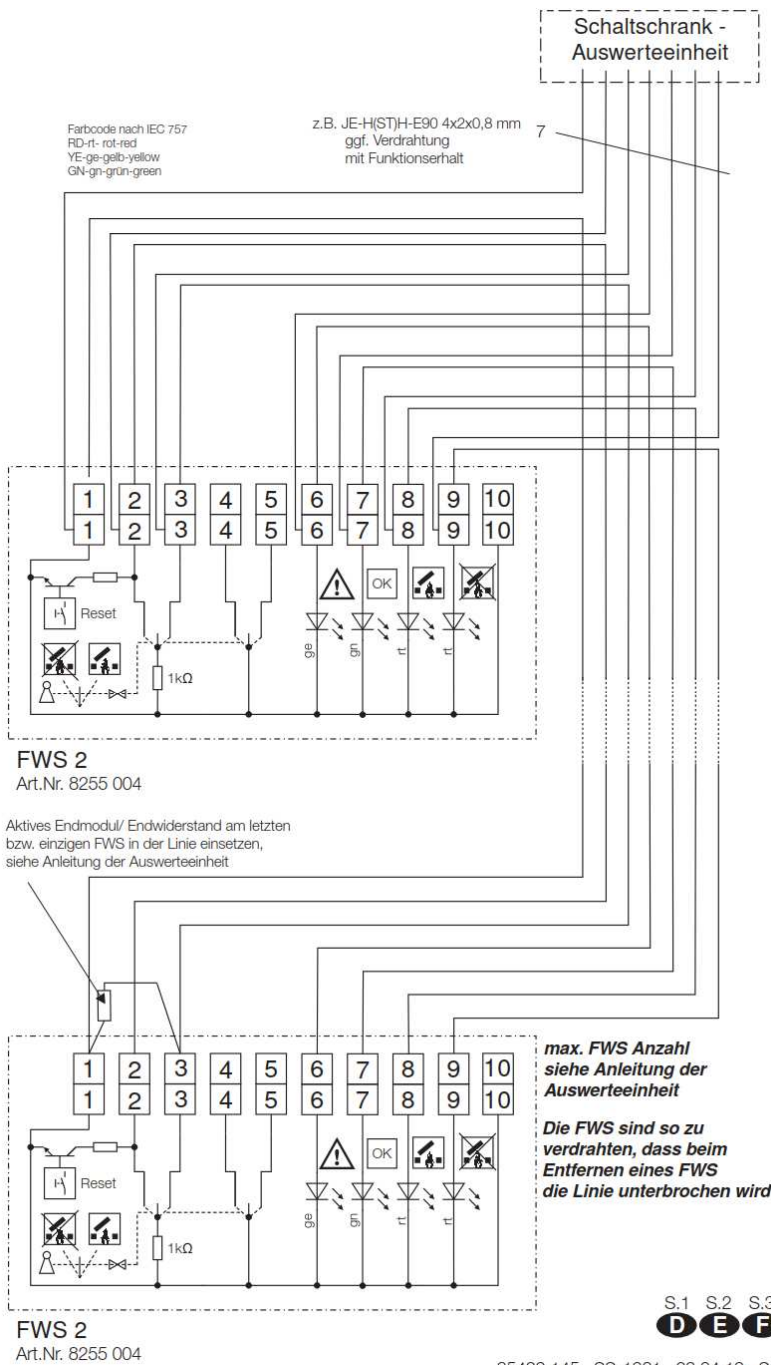 Schaltschrank -
Auswerteeinheit
Farbcode nach IEC 757
RD-rt- rot-red
YE-ge-gelb-yellow
GN-gn-grün-green
z.B. JE-H(ST)H-E90 4x2x0,8 mm
ggf. Verdrahtung
mit Funktionserhalt
7
1 2 3 4 5 6 7 8 9 10
1 2 3 4 5 6 7 8 9 10
OK
Reset
ge gn rt rt
1kΩ
FWS 2
Art.Nr. 8255 004
Aktives Endmodul/ Endwiderstand am letzten
bzw. einzigen FWS in der Linie einsetzen,
siehe Anleitung der Auswerteeinheit
1 2 3 4 5 6 7 8 9 10
1 2 3 4 5 6 7 8 9 10
OK
Reset
ge gn rt rt
1kΩ
FWS 2
Art.Nr. 8255 004
max. FWS Anzahl
siehe Anleitung der
Auswerteeinheit
Die FWS sind so zu
verdrahten, dass beim
Entfernen eines FWS
die Linie unterbrochen wird
S.1 S.2 S.3
D E F